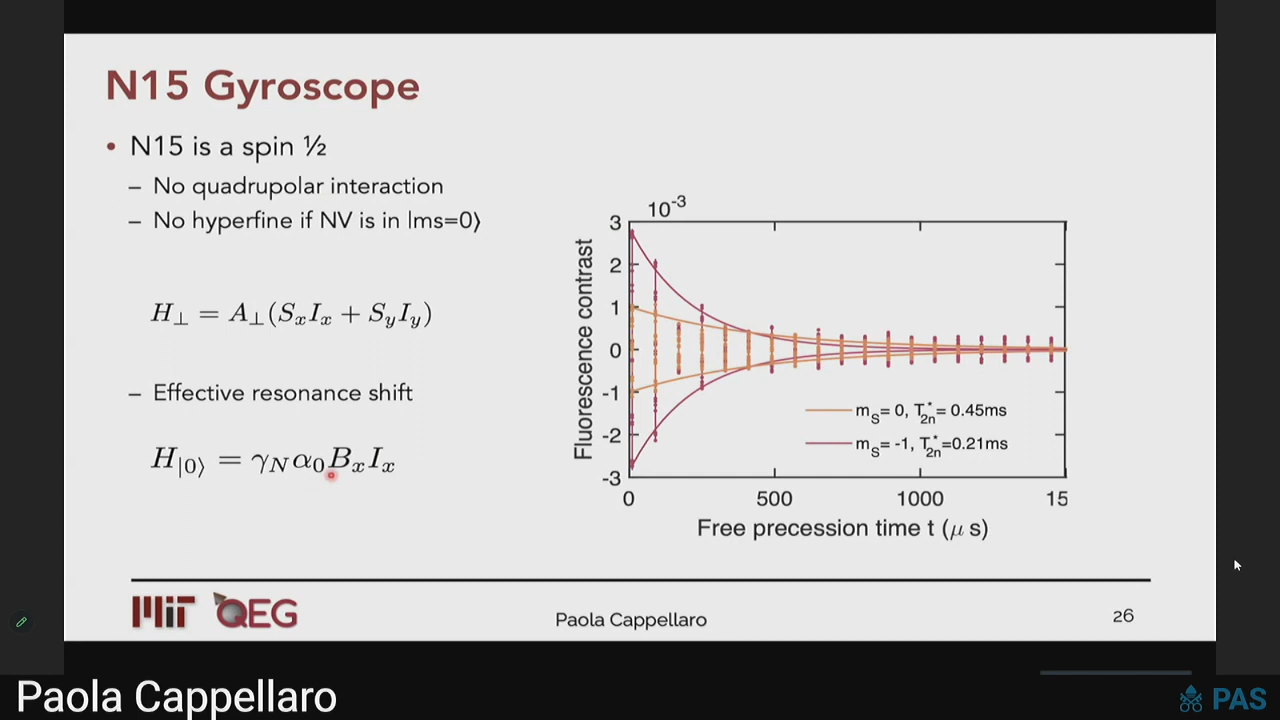 N15 Gyroscope
• N15 is a spin ½
– No quadrupolar interaction
– No hyperfine if NV is in |ms=0⟩
H⊥ = A⊥(SxIx + SyIy)
– Effective resonance shift
H|0⟩ = γNα0BxIx
10-3
3
2
1
0
-1
-2
-3
Fluorescence contrast
mS= 0, T*2n= 0.45ms
mS= -1, T*2n=0.21ms
0 500 1000 15
Free precession time t (μ s)
MIT QEG
Paola Cappellaro
26
Paola Cappellaro
PAS